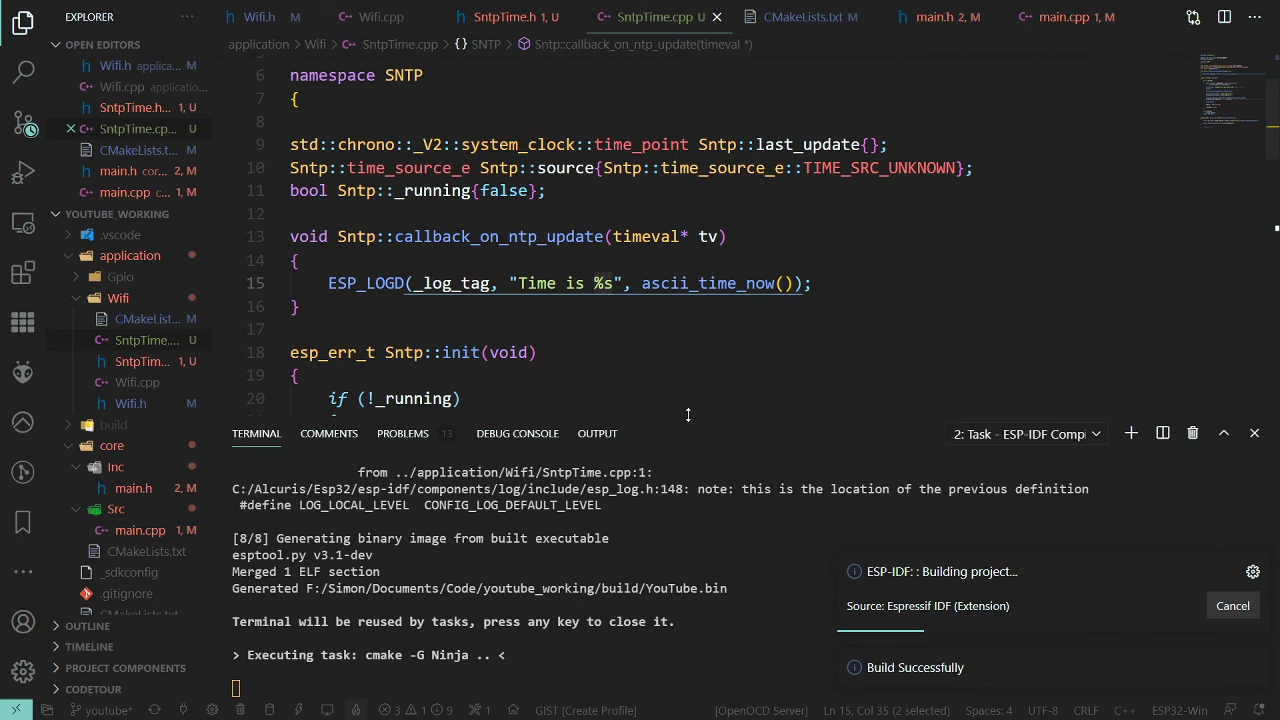 EXPLORER
OPEN EDITORS
Wifi.h applica... M
Wifi.cpp applicatio...
SntpTime.h... 1, U
SntpTime.cp... U
CMakeLists.t... M
main.h cor... 2, M
main.cpp c... 1, M
YOUTUBE_WORKING
.vscode
application
Gpio
Wifi
CMakeList... M
SntpTime.... U
SntpTim... 1, U
Wifi.cpp
Wifi.h M
build
core
Inc
main.h 2, M
Src
main.cpp 1, M
CMakeLists.txt
_sdkconfig
.gitignore
CMakeLists.txt
OUTLINE
TIMELINE
PROJECT COMPONENTS
CODETOUR
Wifi.h M
Wifi.cpp
SntpTime.h 1, U
SntpTime.cpp U
CMakeLists.txt M
main.h 2, M
main.cpp 1, M
application > Wifi > SntpTime.cpp > {} SNTP > Sntp::callback_on_ntp_update(timeval *)
6 namespace SNTP
7 {
8
9 std::chrono::_V2::system_clock::time_point Sntp::last_update{};
10 Sntp::time_source_e Sntp::source{Sntp::time_source_e::TIME_SRC_UNKNOWN};
11 bool Sntp::_running{false};
12
13 void Sntp::callback_on_ntp_update(timeval* tv)
14 {
15 ESP_LOGD(_log_tag, "Time is %s", ascii_time_now());
16 }
17
18 esp_err_t Sntp::init(void)
19 {
20 if (!_running)
TERMINAL COMMENTS PROBLEMS 13 DEBUG CONSOLE OUTPUT
2: Task - ESP-IDF Compi
from ../application/Wifi/SntpTime.cpp:1:
C:/Alcuris/Esp32/esp-idf/components/log/include/esp_log.h:148: note: this is the location of the previous definition
#define LOG_LOCAL_LEVEL CONFIG_LOG_DEFAULT_LEVEL
[8/8] Generating binary image from built executable
esptool.py v3.1-dev
Merged 1 ELF section
Generated F:/Simon/Documents/Code/youtube_working/build/YouTube.bin
Terminal will be reused by tasks, press any key to close it.
> Executing task: cmake -G Ninja .. <
ESP-IDF: : Building project...
Source: Espressif IDF (Extension)
Cancel
Build Successfully
youtube* 3 1 9 1 GIST [Create Profile] [OpenOCD Server] Ln 15, Col 35 (2 selected) Spaces: 4 UTF-8 CRLF C++ ESP32-Win